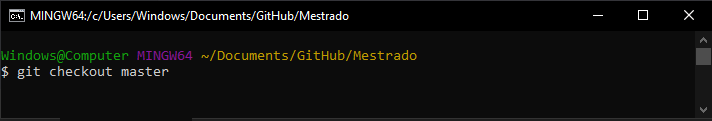 MINGW64:/c/Users/Windows/Documents/GitHub/Mestrado
Windows@Computer MINGW64 ~/Documents/GitHub/Mestrado
$ git checkout master